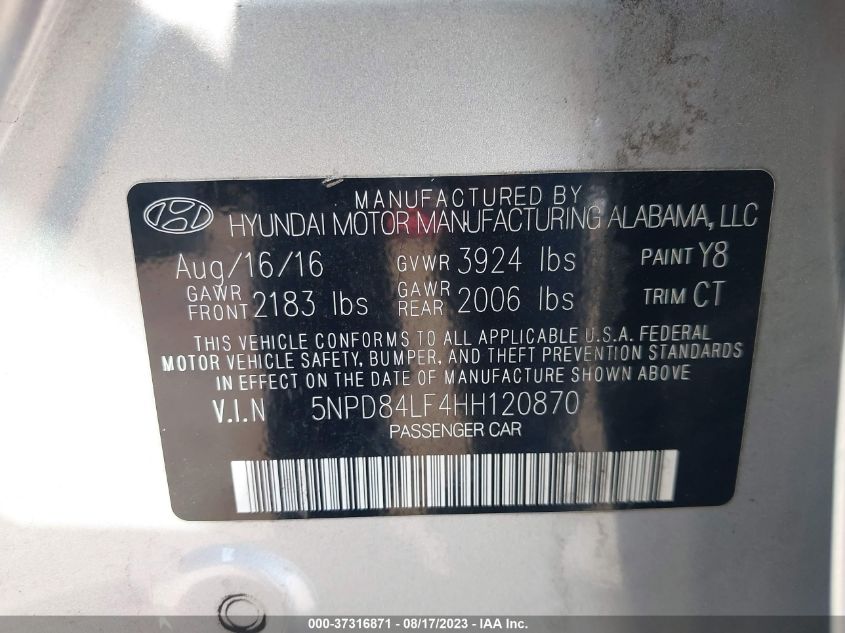 MANUFACTURED BY
HYUNDAI MOTOR MANUFACTURING ALABAMA, LLC
Aug/16/16 GVWR 3924 lbs PAINT Y8
GAWR FRONT 2183 lbs GAWR REAR 2006 lbs TRIM CT
THIS VEHICLE CONFORMS TO ALL APPLICABLE U.S.A. FEDERAL
MOTOR VEHICLE SAFETY, BUMPER, AND THEFT PREVENTION STANDARDS
IN EFFECT ON THE DATE OF MANUFACTURE SHOWN ABOVE
V.I.N 5NPD84LF4HH120870
PASSENGER CAR
000-37316871 - 08/17/2023 - IAA Inc.